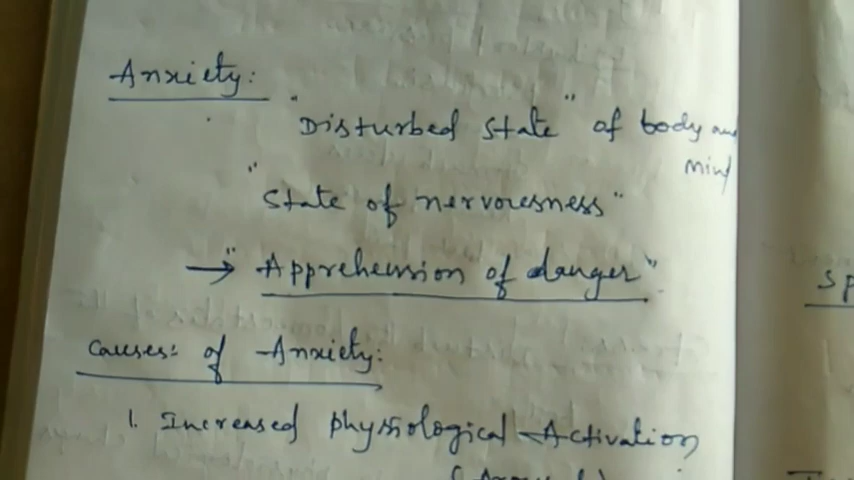 Anxiety:
"Disturbed state" of body and
mind
"State of nervoresness"
→ "Apprehension of danger"
Causes: of Anxiety:
1. Increased physiological Activation